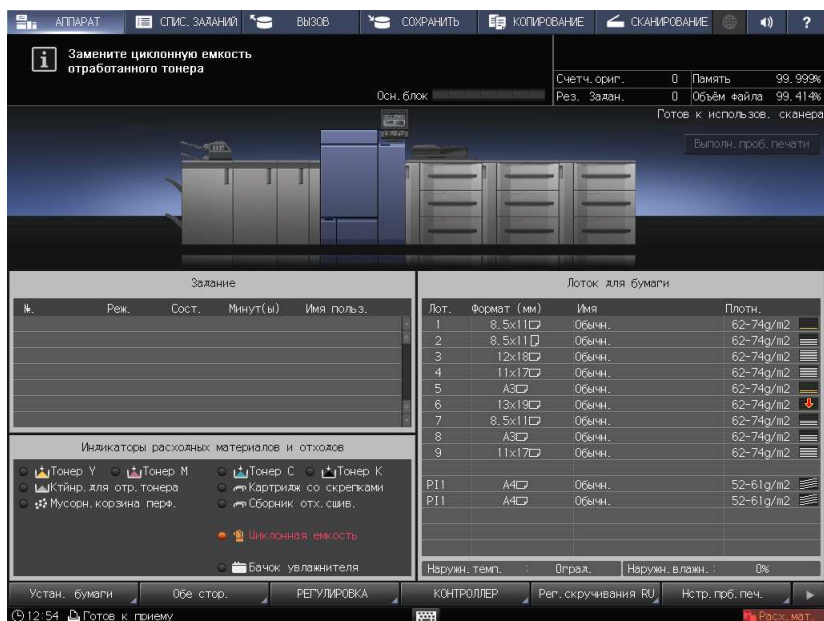 АППАРАТ СПИС. ЗАДАНИЙ ВЫЗОВ СОХРАНИТЬ КОПИРОВАНИЕ СКАНИРОВАНИЕ ?
Замените циклонную емкость
отработанного тонера
Осн. блок
Счетч. ориг. 0 Память 99.999%
Рез. Задан. 0 Объём файла 99.414%
Готов к использов. сканера
Выполн. проб. печати
Задание
№. Реж. Сост. Минут(ы) Имя польз.
Индикаторы расходных материалов и отходов
Тонер Y Тонер M Тонер C Тонер K
Ктйнр. для отр. тонера Картридж со скрепками
Мусорн. корзина перф. Сборник отх. сшив.
Циклонная емкость
Бачок увлажнителя
Лоток для бумаги
Лот. Формат (мм) Имя Плотн.
1 8.5x11 Обычн. 62-74g/m2
2 8.5x11 Обычн. 62-74g/m2
3 12x18 Обычн. 62-74g/m2
4 11x17 Обычн. 62-74g/m2
5 A3 Обычн. 62-74g/m2
6 13x19 Обычн. 62-74g/m2
7 8.5x11 Обычн. 62-74g/m2
8 A3 Обычн. 62-74g/m2
9 11x17 Обычн. 62-74g/m2
PI1 A4 Обычн. 52-61g/m2
PI1 A4 Обычн. 52-61g/m2
Наружн. темп. : 0град. Наружн. влажн. : 0%
Устан. бумаги Обе стор. РЕГУЛИРОВКА КОНТРОЛЛЕР Рег. скручивания RU Нстр. прб. печ.
12:54 Готов к приему Расх. мат.